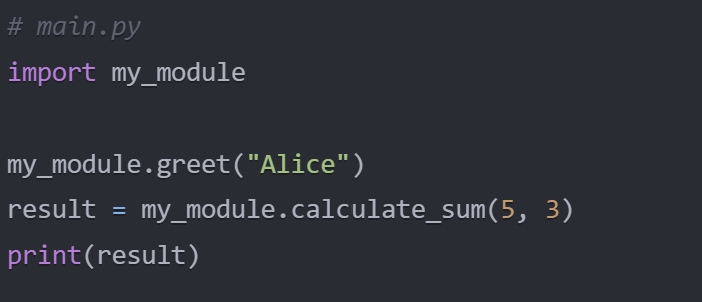 # main.py
import my_module
my_module.greet("Alice")
result = my_module.calculate_sum(5, 3)
print(result)